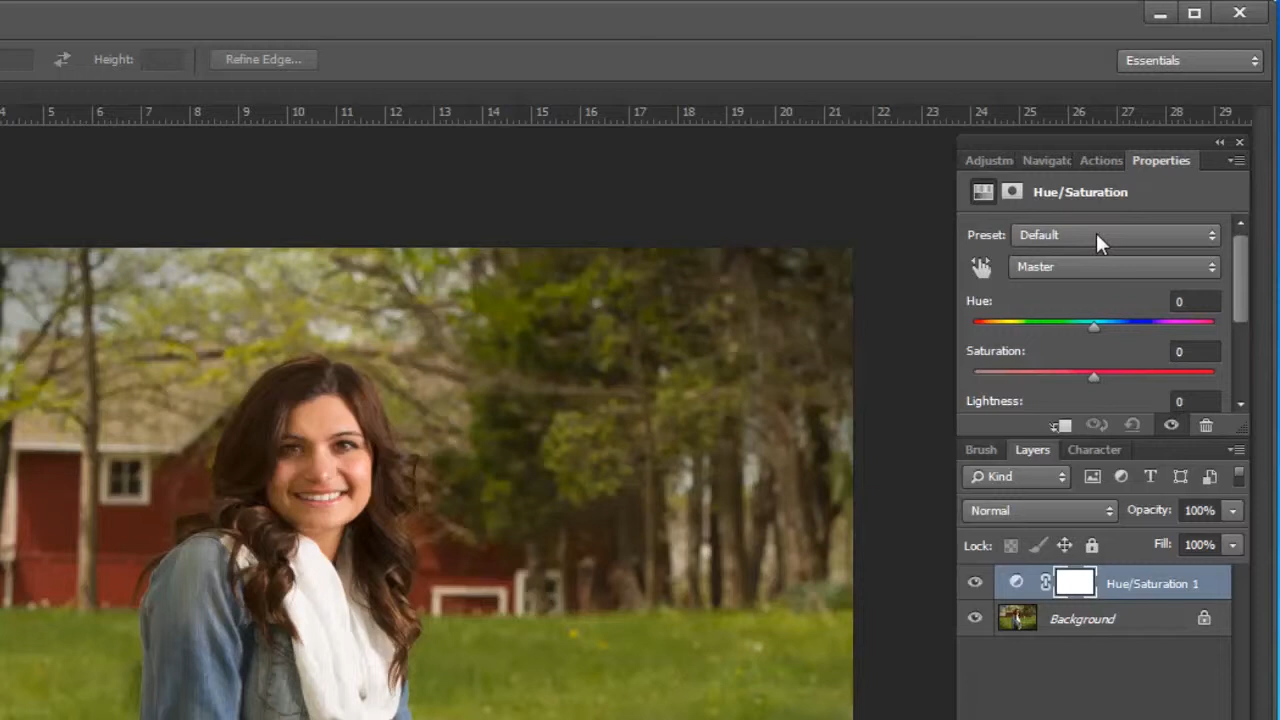 Height: Refine Edge... Essentials
4 5 6 7 8 9 10 11 12 13 14 15 16 17 18 19 20 21 22 23 24 25 26 27 28 29
Adjustm Navigatc Actions Properties
Hue/Saturation
Preset: Default
Master
Hue: 0
Saturation: 0
Lightness: 0
Brush Layers Character
Kind T
Normal Opacity: 100%
Lock: Fill: 100%
Hue/Saturation 1
Background